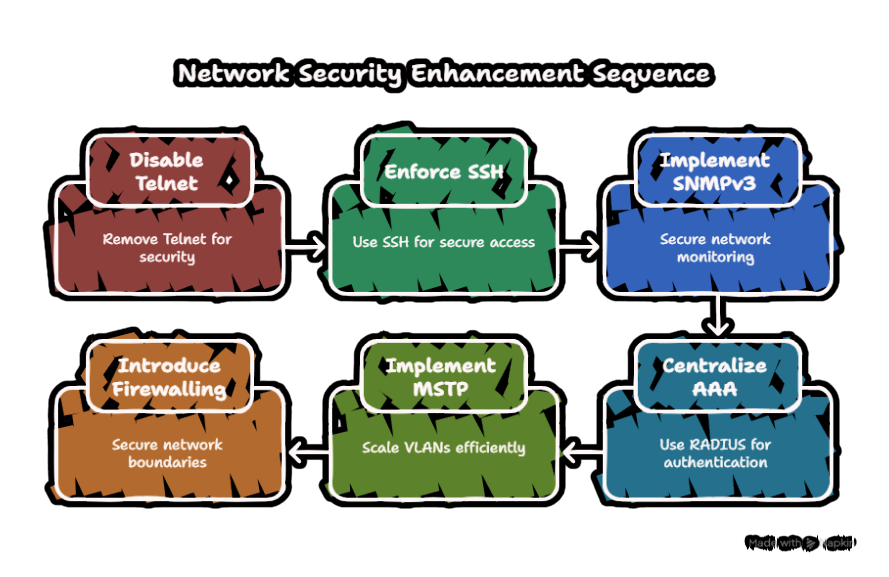 Network Security Enhancement Sequence
Disable
Telnet
Remove Telnet for
security
Enforce SSH
Use SSH for secure access
Implement
SNMPv3
Secure network
monitoring
Centralize
AAA
Use RADIUS for
authentication
Implement
MSTP
Scale VLANs efficiently
Introduce
Firewalling
Secure network
boundaries
Made with Napkin